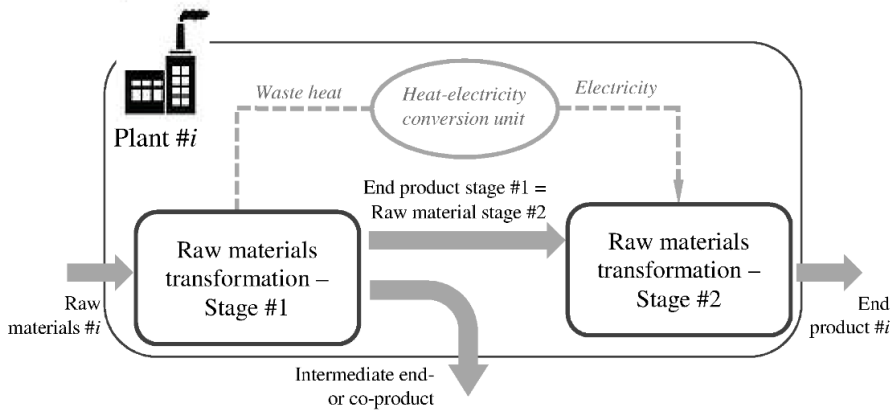 Waste heat
Heat-electricity
conversion unit
Electricity
Plant #i
End product stage #1 =
Raw material stage #2
Raw materials
transformation –
Stage #1
Raw materials
transformation –
Stage #2
Raw
materials #i
End
product #i
Intermediate end-
or co-product